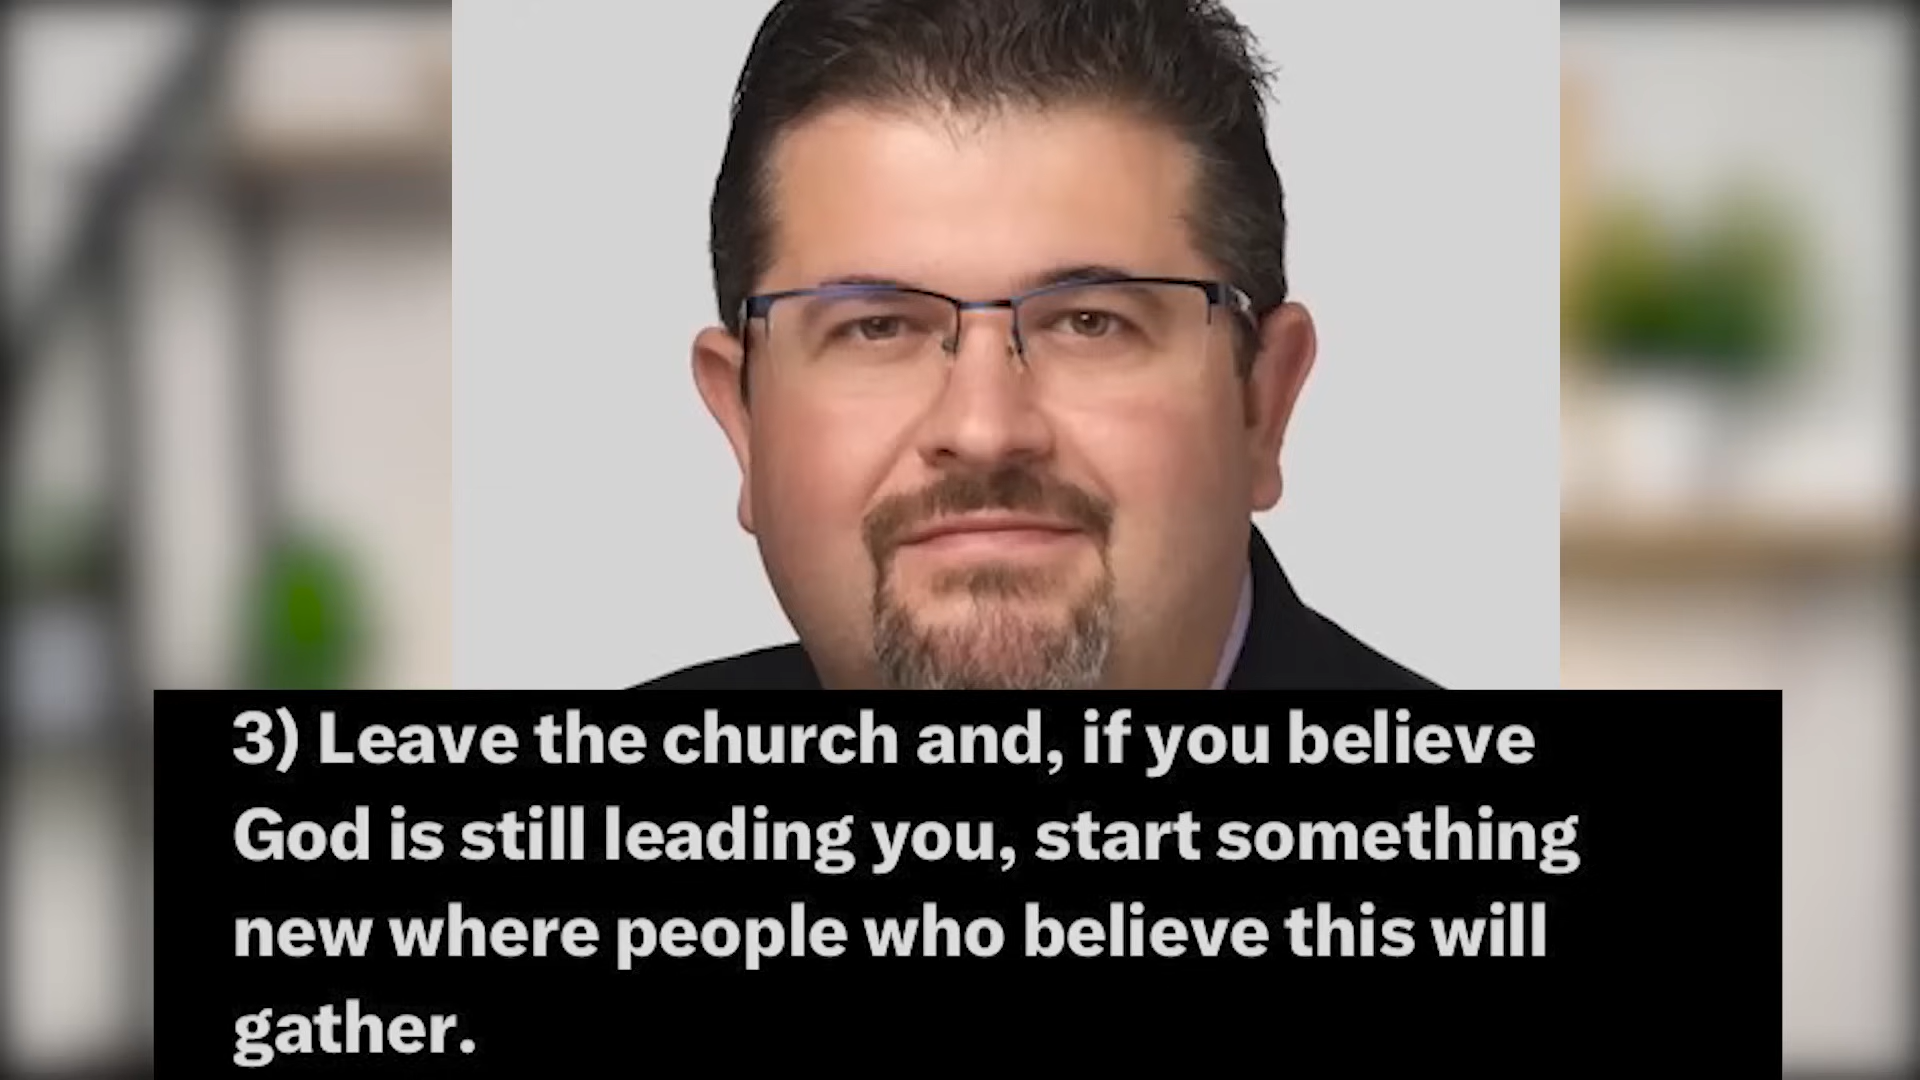 3) Leave the church and, if you believe
God is still leading you, start something
new where people who believe this will
gather.